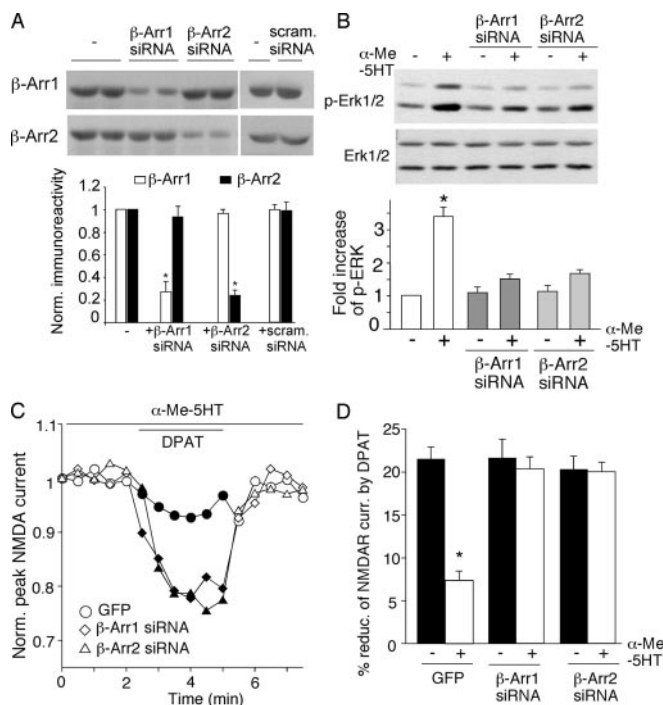 A
-
β-Arr1
siRNA
β-Arr2
siRNA
-
scram.
siRNA
β-Arr1
β-Arr2
β-Arr1
β-Arr2
Norm. immunoreactivity
1.2
1
0.8
0.6
0.4
0.2
0
*
*
-
+β-Arr1
siRNA
+β-Arr2
siRNA
+scram.
siRNA
B
β-Arr1
siRNA
β-Arr2
siRNA
α-Me
-5HT
- + - + - +
p-Erk1/2
Erk1/2
Fold increase
of p-ERK
4
3
2
1
*
- + - + - +
α-Me
-5HT
β-Arr1
siRNA
β-Arr2
siRNA
C
α-Me-5HT
DPAT
Norm. peak NMDA current
1.1
1
0.9
0.8
0.7
GFP
β-Arr1 siRNA
β-Arr2 siRNA
0 2 4 6
Time (min)
D
% reduc. of NMDAR curr. by DPAT
25
20
15
10
5
0
*
- + - + - +
α-Me
-5HT
GFP
β-Arr1
siRNA
β-Arr2
siRNA